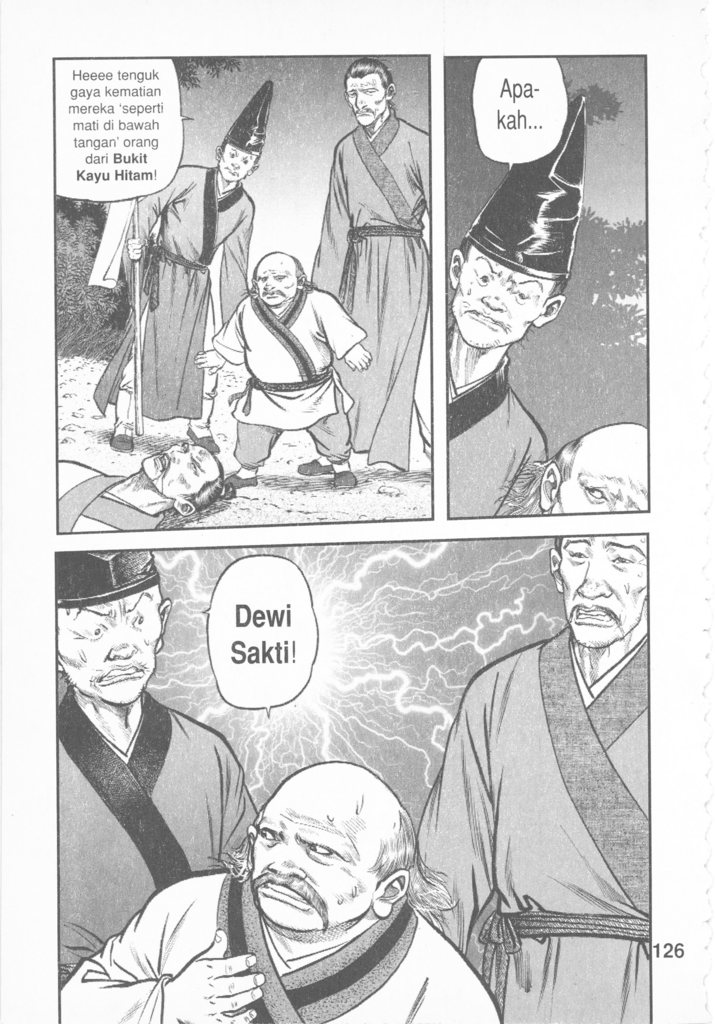 Heeee tenguk
gaya kematian
mereka 'seperti
mati di bawah
tangan' orang
dari Bukit
Kayu Hitam!
Apa-
kah...
Dewi
Sakti!
126